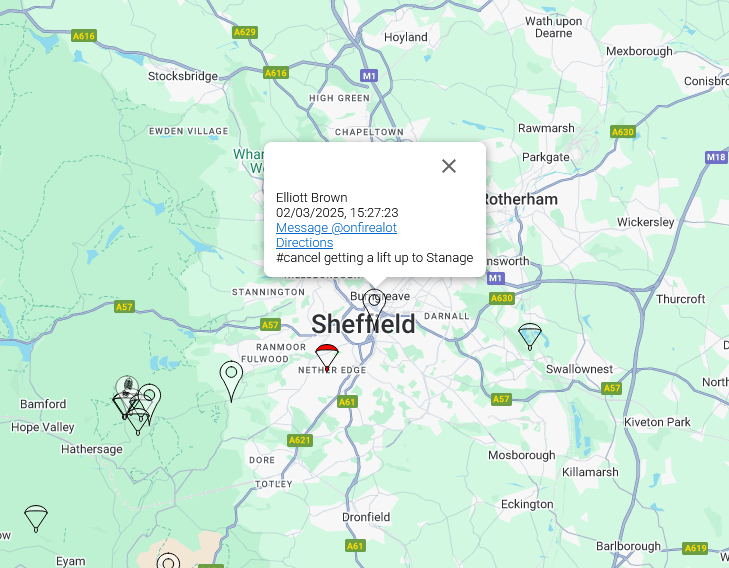 Wath upon
Dearne
A616
A629
Hoyland
Mexborough
Stocksbridge
A616
M1
Conisbro
HIGH GREEN
EWDEN VILLAGE
CHAPELTOWN
Rawmarsh
A630
Parkgate
M18
Elliott Brown
02/03/2025, 15:27:23
Message @onfirealot
Directions
#cancel getting a lift up to Stanage
Rotherham
Wickersley
nsworth
M1
STANNINGTON
Burngreave
A630
Thurcroft
A57
A57
Sheffield
DARNALL
RANMOOR
FULWOOD
NETHER EDGE
Swallownest
A57
North
Bamford
Hope Valley
A61
A57
Kiveton Park
Hathersage
A621
DORE
TOTLEY
Mosborough
Killamarsh
Eckington
Dronfield
ow
Eyam
A61
Barlborough
A619